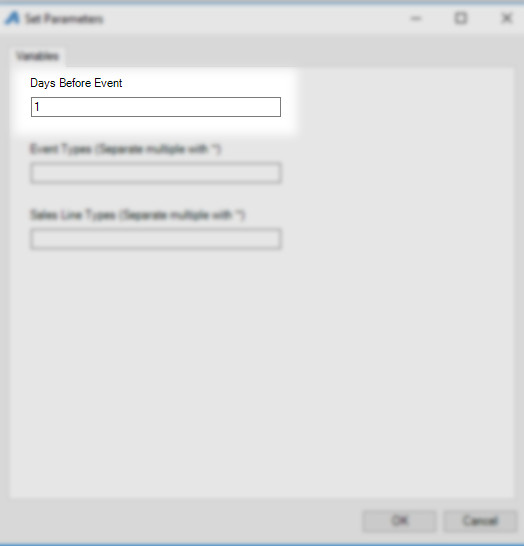 Set Parameters
Variables
Days Before Event
1
Event Types (Separate multiple with ^)
Sales Line Types (Separate multiple with ^)
OK
Cancel